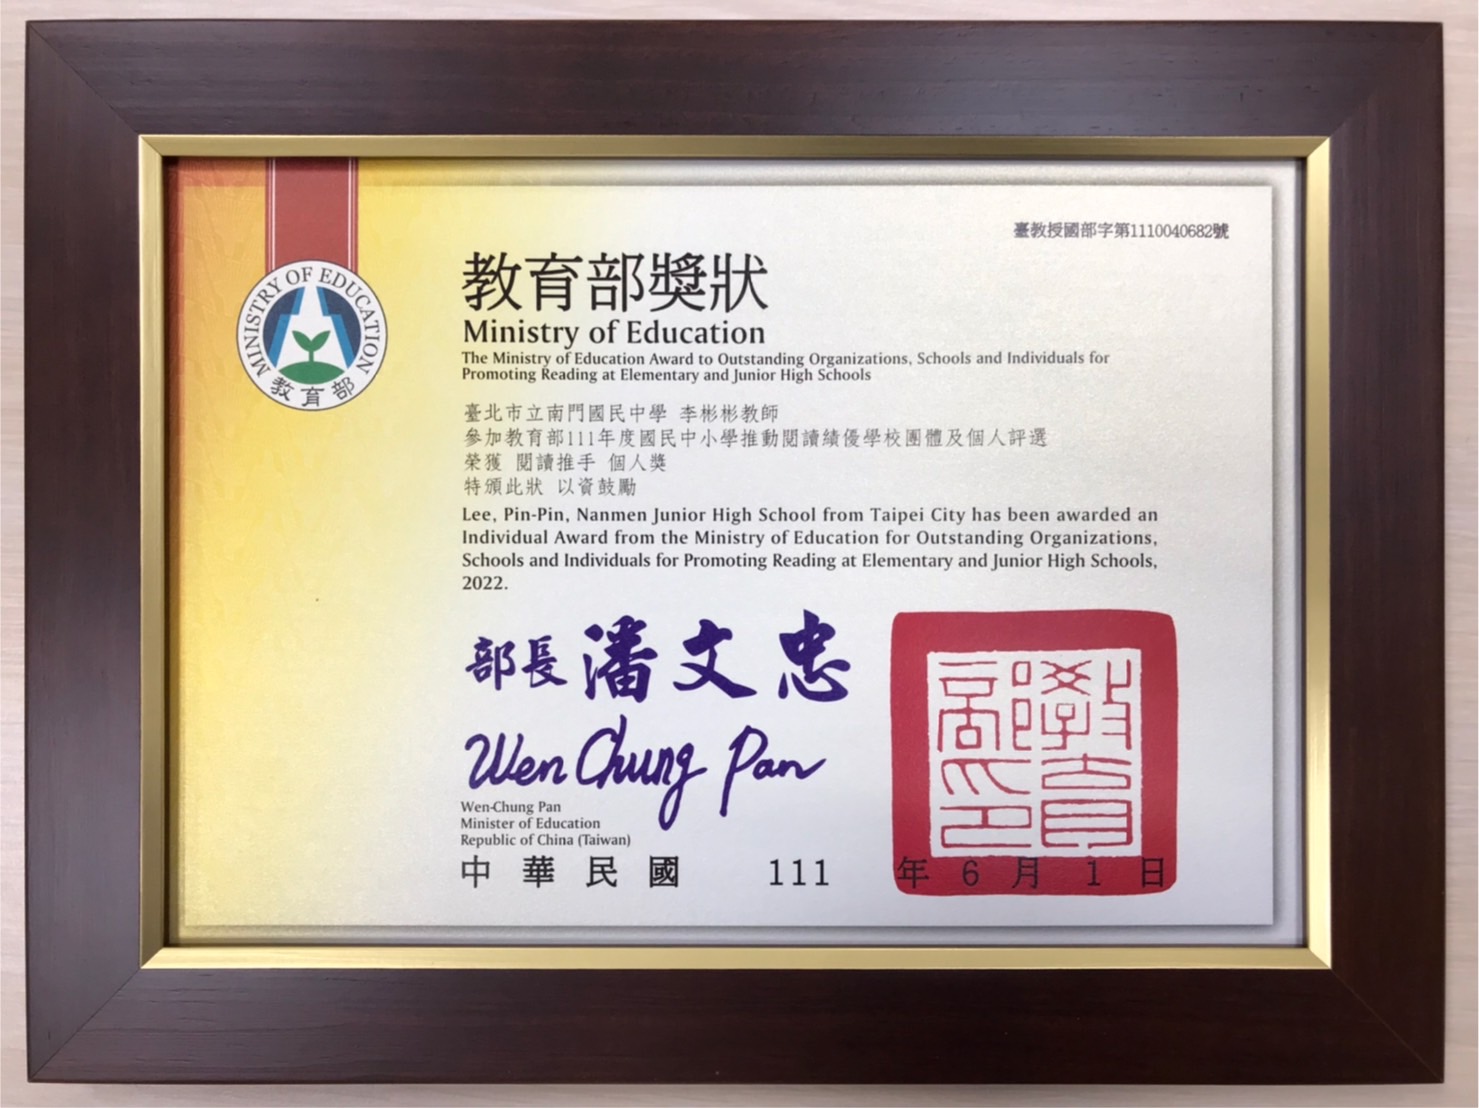 臺教授國部字第1110040682號
MINISTRY OF EDUCATION
教育部
教育部獎狀
Ministry of Education
The Ministry of Education Award to Outstanding Organizations, Schools and Individuals for
Promoting Reading at Elementary and Junior High Schools
臺北市立南門國民中學 李彬彬教師
參加教育部111年度國民中小學推動閱讀績優學校團體及個人評選
榮獲 閱讀推手 個人獎
特頒此狀 以資鼓勵
Lee, Pin-Pin, Nanmen Junior High School from Taipei City has been awarded an
Individual Award from the Ministry of Education for Outstanding Organizations,
Schools and Individuals for Promoting Reading at Elementary and Junior High Schools,
2022.
部長 潘文忠
Wen Chung Pan
Wen-Chung Pan
Minister of Education
Republic of China (Taiwan)
教育部印
中華民國 111 年 6 月 1 日